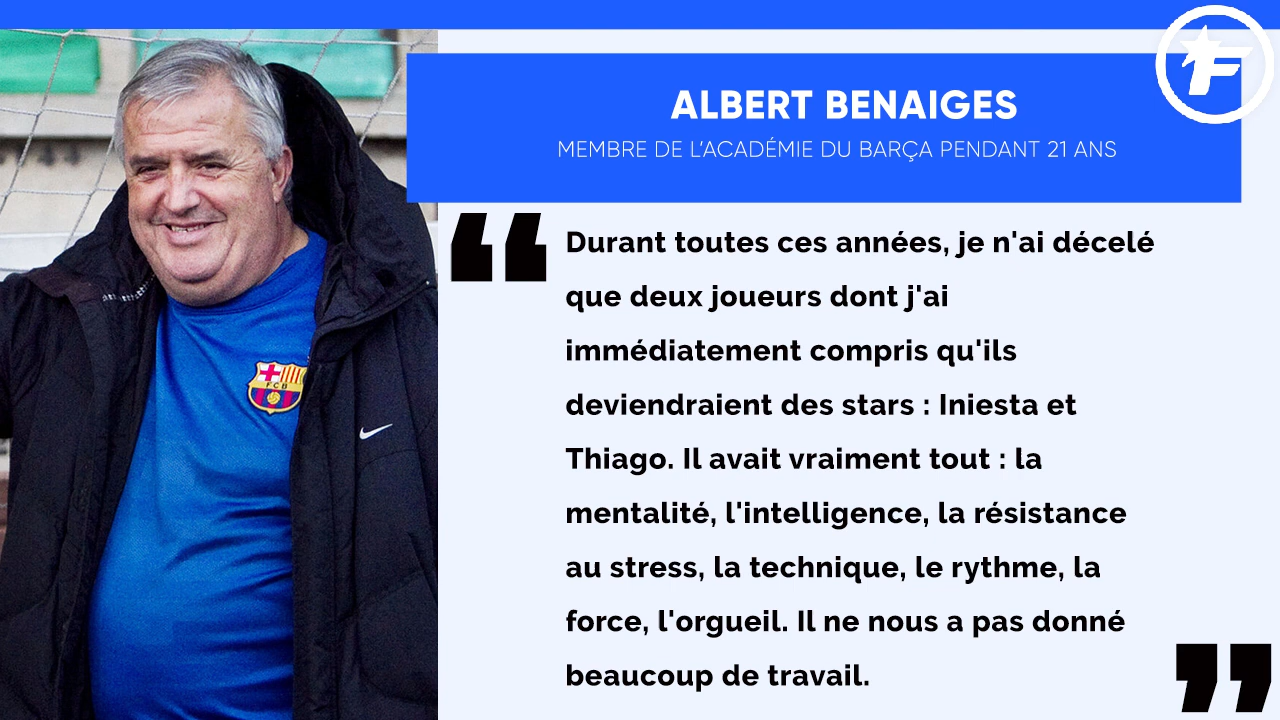 ALBERT BENAIGES
MEMBRE DE L'ACADÉMIE DU BARÇA PENDANT 21 ANS
Durant toutes ces années, je n'ai décelé
que deux joueurs dont j'ai
immédiatement compris qu'ils
deviendraient des stars : Iniesta et
Thiago. Il avait vraiment tout : la
mentalité, l'intelligence, la résistance
au stress, la technique, le rythme, la
force, l'orgueil. Il ne nous a pas donné
beaucoup de travail.
F
FCB